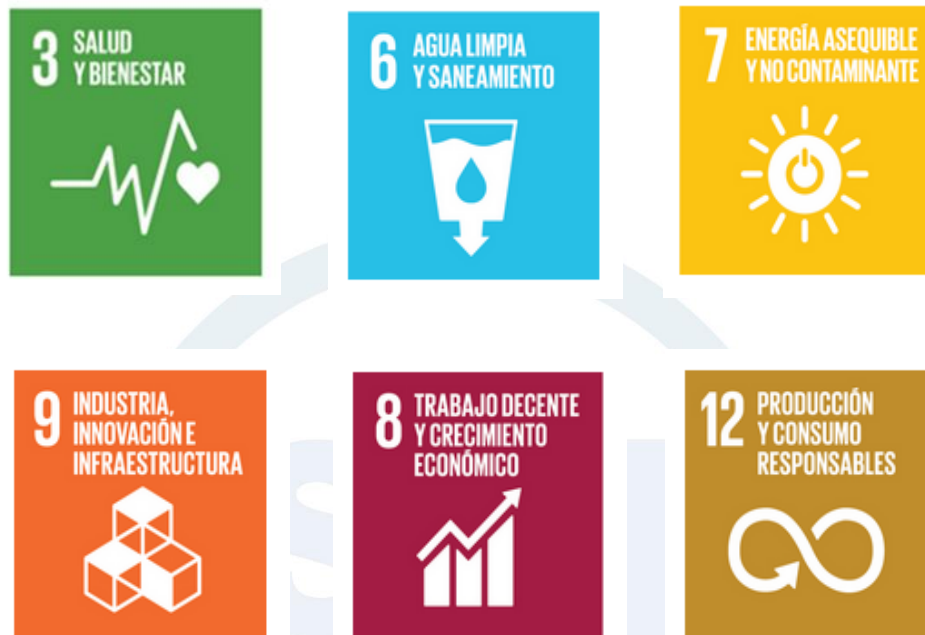 3 SALUD
Y BIENESTAR
6 AGUA LIMPIA
Y SANEAMIENTO
7 ENERGÍA ASEQUIBLE
Y NO CONTAMINANTE
9 INDUSTRIA,
INNOVACIÓN E
INFRAESTRUCTURA
8 TRABAJO DECENTE
Y CRECIMIENTO
ECONÓMICO
12 PRODUCCIÓN
Y CONSUMO
RESPONSABLES